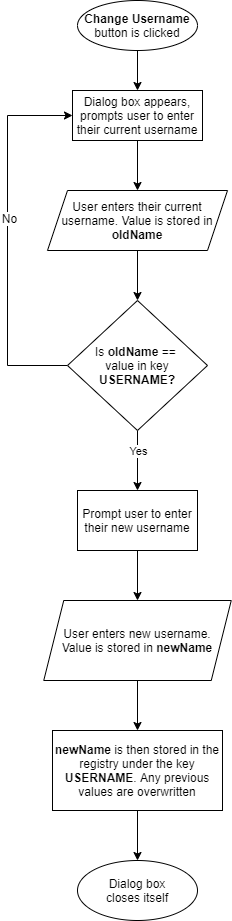 Change Username
button is clicked
Dialog box appears,
prompts user to enter
their current username
No
User enters their current
username. Value is stored in
oldName
Is oldName ==
value in key
USERNAME?
Yes
Prompt user to enter
their new username
User enters new username.
Value is stored in newName
newName is then stored in the
registry under the key
USERNAME. Any previous
values are overwritten
Dialog box
closes itself